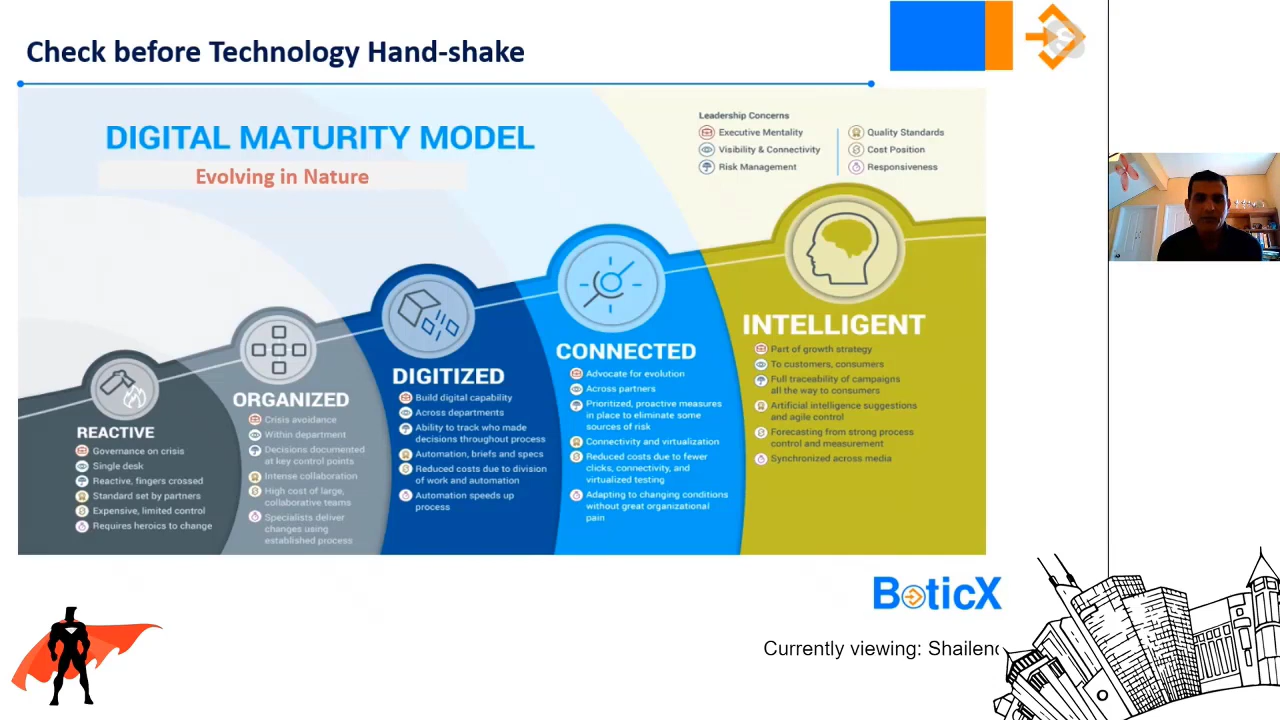 Check before Technology Hand-shake
DIGITAL MATURITY MODEL
Evolving in Nature
Leadership Concerns
Executive Mentality
Visibility & Connectivity
Risk Management
Quality Standards
Cost Position
Responsiveness
REACTIVE
Governance on crisis
Single desk
Reactive, fingers crossed
Standard set by partners
Expensive, limited control
Requires heroics to change
ORGANIZED
Crisis avoidance
Within department
Decisions documented
at key control points
Intense collaboration
High cost of large,
collaborative teams
Specialists deliver
changes using
established process
DIGITIZED
Build digital capability
Across departments
Ability to track who made
decisions throughout process
Automation, briefs and specs
Reduced costs due to division
of work and automation
Automation speeds up
process
CONNECTED
Advocate for evolution
Across partners
Prioritized, proactive measures
in place to eliminate some
sources of risk
Connectivity and virtualization
Reduced costs due to fewer
clicks, connectivity, and
virtualized testing
Adapting to changing conditions
without great organizational
pain
INTELLIGENT
Part of growth strategy
To customers, consumers
Full traceability of campaigns
all the way to consumers
Artificial intelligence suggestions
and agile control
Forecasting from strong process
control and measurement
Synchronized across media
BoticX
Currently viewing: Shailen